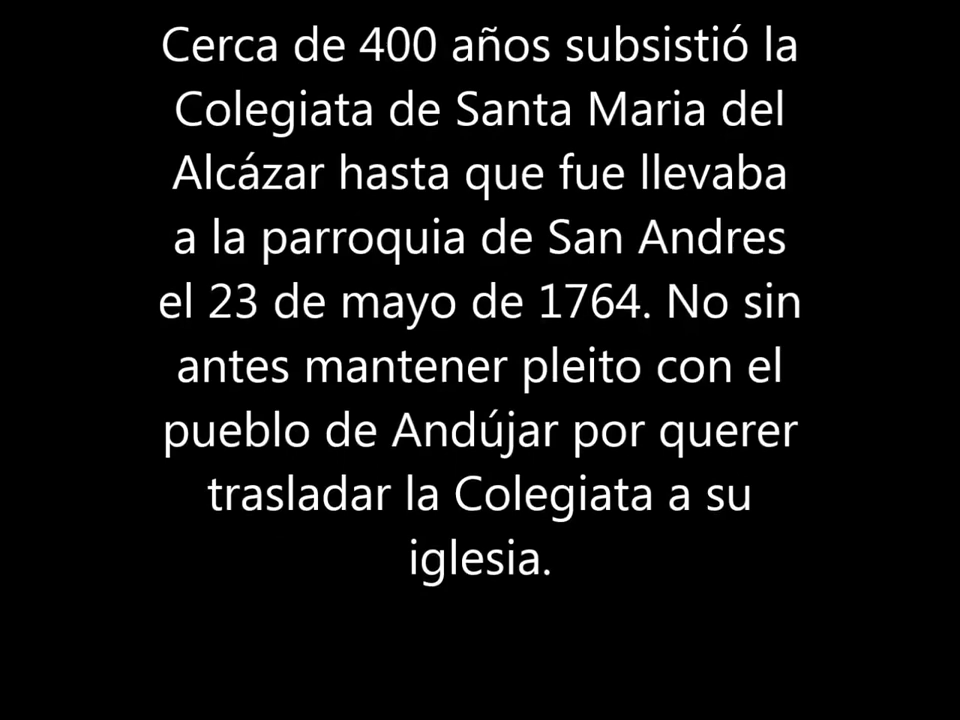 Cerca de 400 años subsistió la
Colegiata de Santa Maria del
Alcázar hasta que fue llevaba
a la parroquia de San Andres
el 23 de mayo de 1764. No sin
antes mantener pleito con el
pueblo de Andújar por querer
trasladar la Colegiata a su
iglesia.